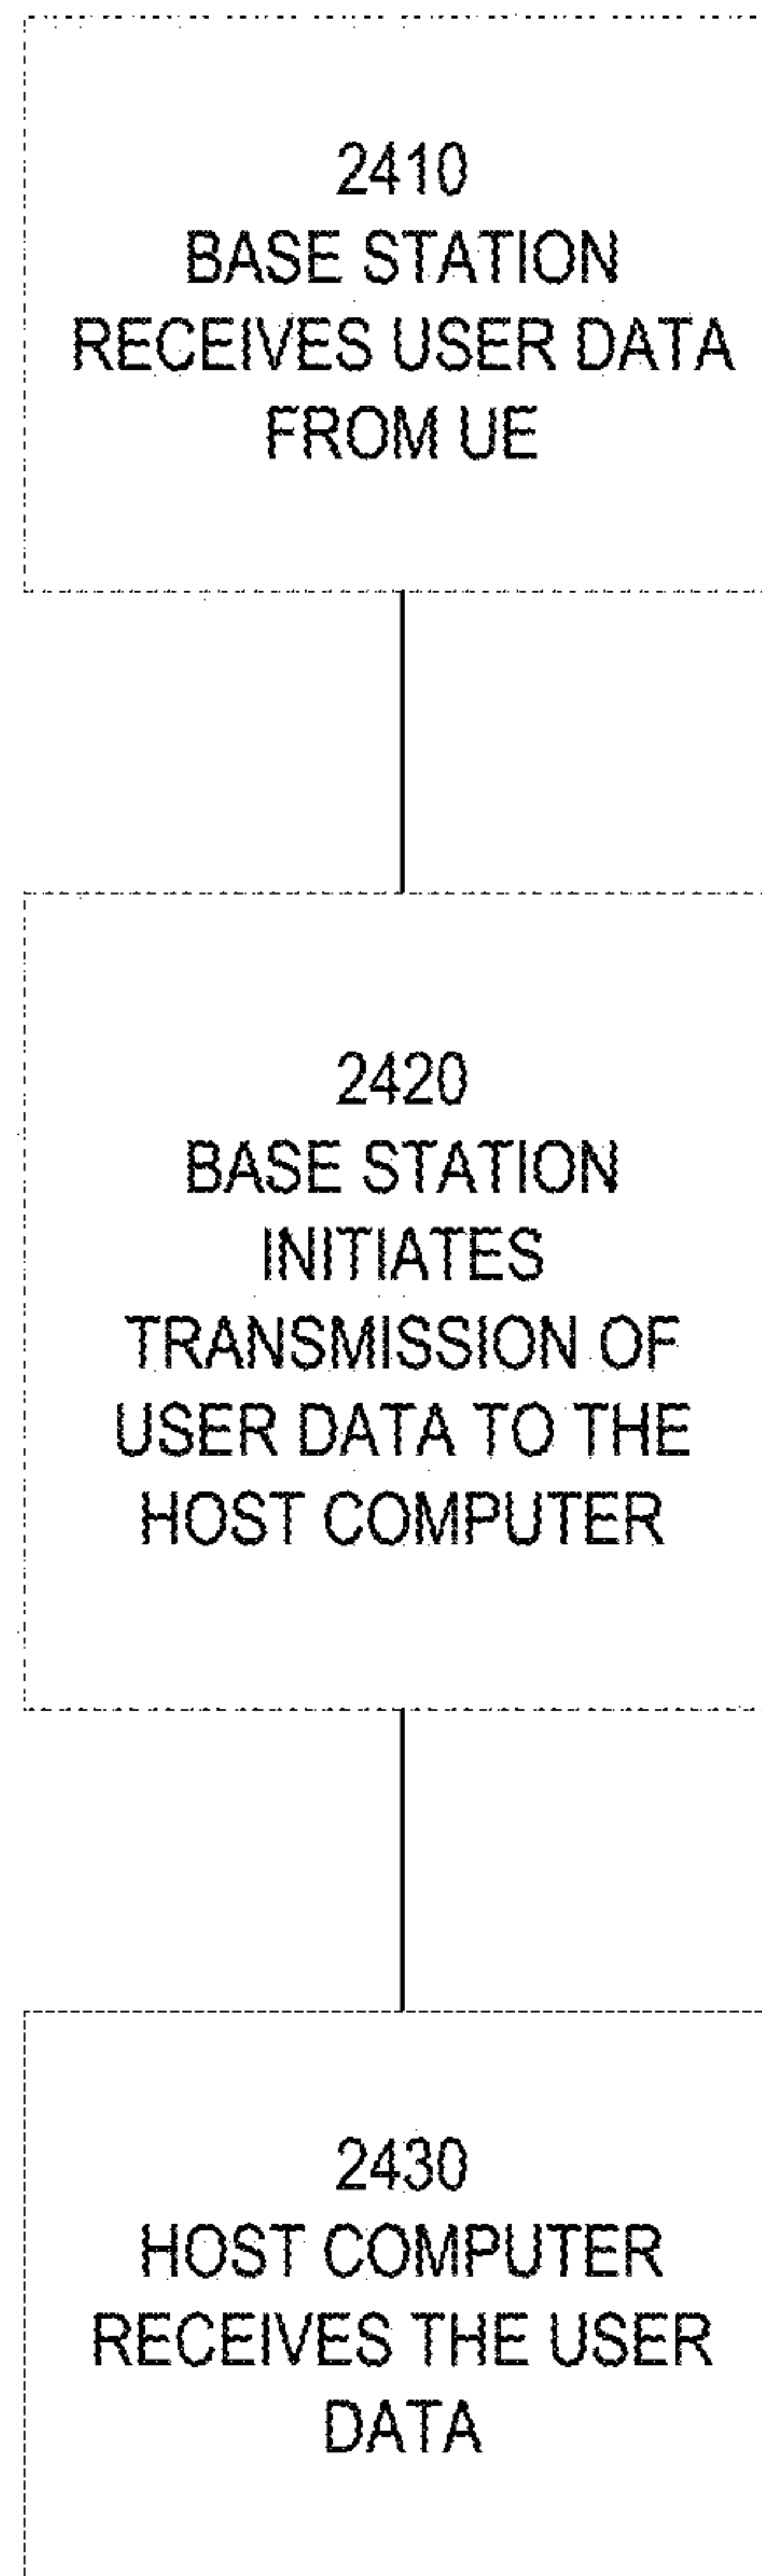 2410
BASE STATION
RECEIVES USER DATA
FROM UE
2420
BASE STATION
INITIATES
TRANSMISSION OF
USER DATA TO THE
HOST COMPUTER
2430
HOST COMPUTER
RECEIVES THE USER
DATA